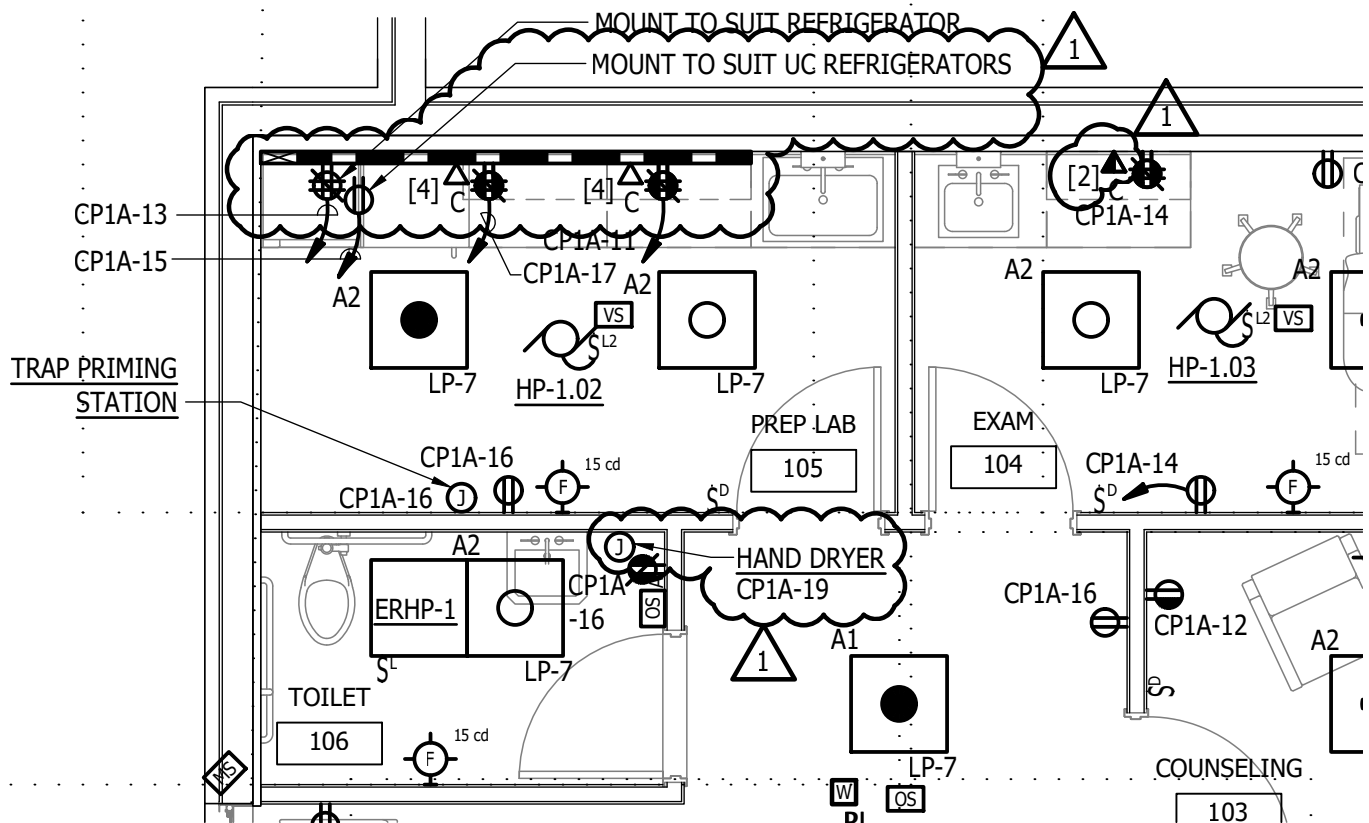 MOUNT TO SUIT REFRIGERATOR
MOUNT TO SUIT UC REFRIGERATORS
1
1
[4]
C
[4]
C
[2]
C
CP1A-14
C
CP1A-13
CP1A-15
CP1A-11
CP1A-17
A2
A2
A2
A2
VS
S L2
HP-1.02
VS
S L2
HP-1.03
LP-7
LP-7
LP-7
TRAP PRIMING
STATION
PREP LAB
105
EXAM
104
CP1A-16
CP1A-16
J
F
15 cd
S D
CP1A-14
S D
F
15 cd
A2
J
HAND DRYER
CP1A-19
CP1A
-16
OS
ERHP-1
S L
LP-7
1
TOILET
106
F
15 cd
MS
A1
LP-7
CP1A-16
CP1A-12
A2
S D
W
OS
COUNSELING
103